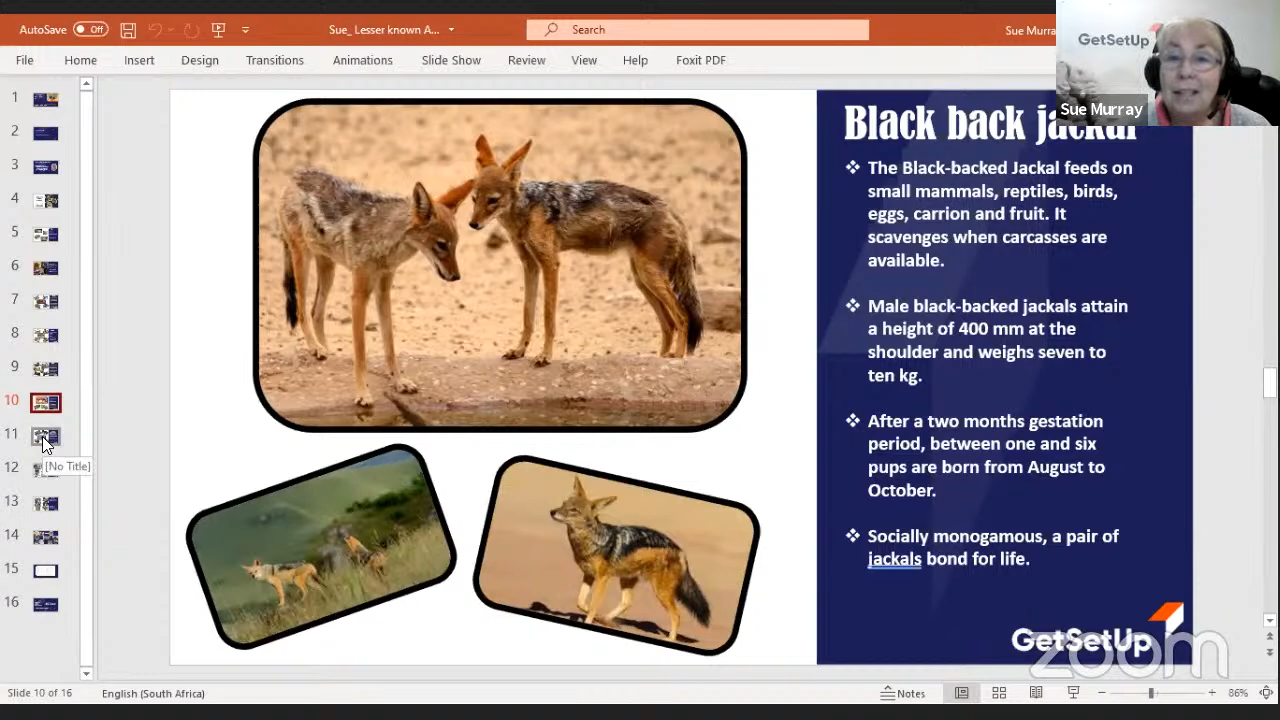 AutoSave Off
Sue_ Lesser known A...
Search
Sue Murra
GetSetUp
Sue Murray
File Home Insert Design Transitions Animations Slide Show Review View Help Foxit PDF
1
2
3
4
5
6
7
8
9
10
11
12
13
14
15
16
[No Title]
Black back jackal
❖ The Black-backed Jackal feeds on
small mammals, reptiles, birds,
eggs, carrion and fruit. It
scavenges when carcasses are
available.
❖ Male black-backed jackals attain
a height of 400 mm at the
shoulder and weighs seven to
ten kg.
❖ After a two months gestation
period, between one and six
pups are born from August to
October.
❖ Socially monogamous, a pair of
jackals bond for life.
GetSetUp
zoom
Slide 10 of 16 English (South Africa) Notes 86%